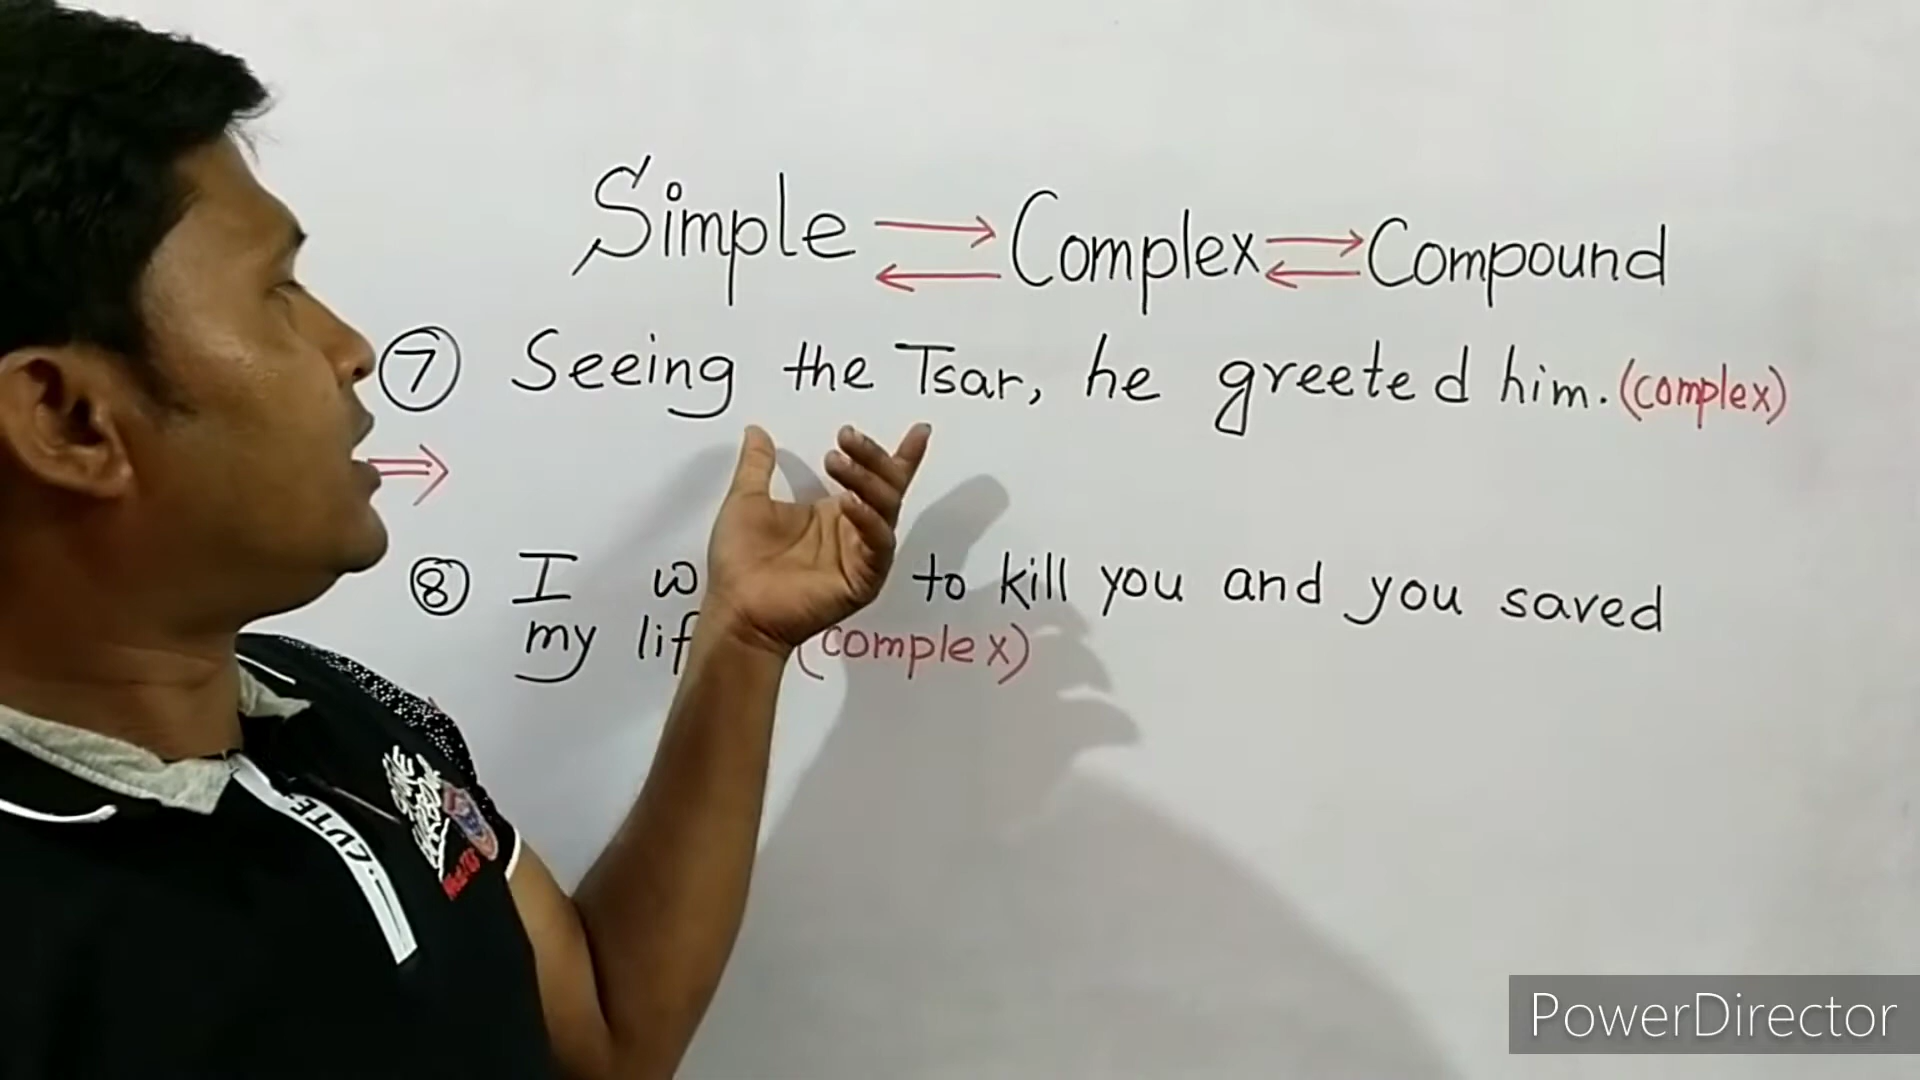 Simple → Complex ⇄ Compound
⑦ Seeing the Tsar, he greeted him. (complex)
⇒
⑧ I to kill you and you saved
my (complex)
CVTE
PowerDirector